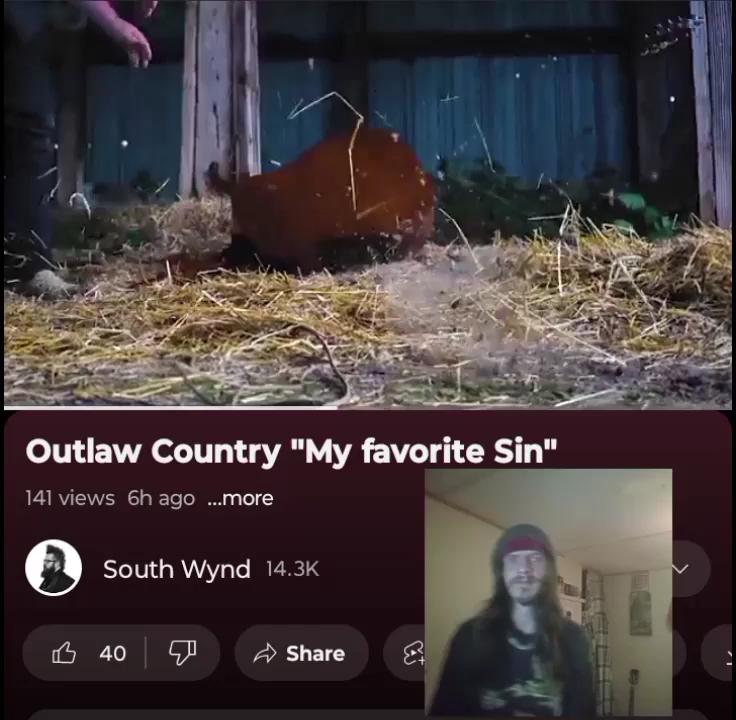 Outlaw Country "My favorite Sin"
141 views 6h ago ...more
South Wynd 14.3K
40
Share